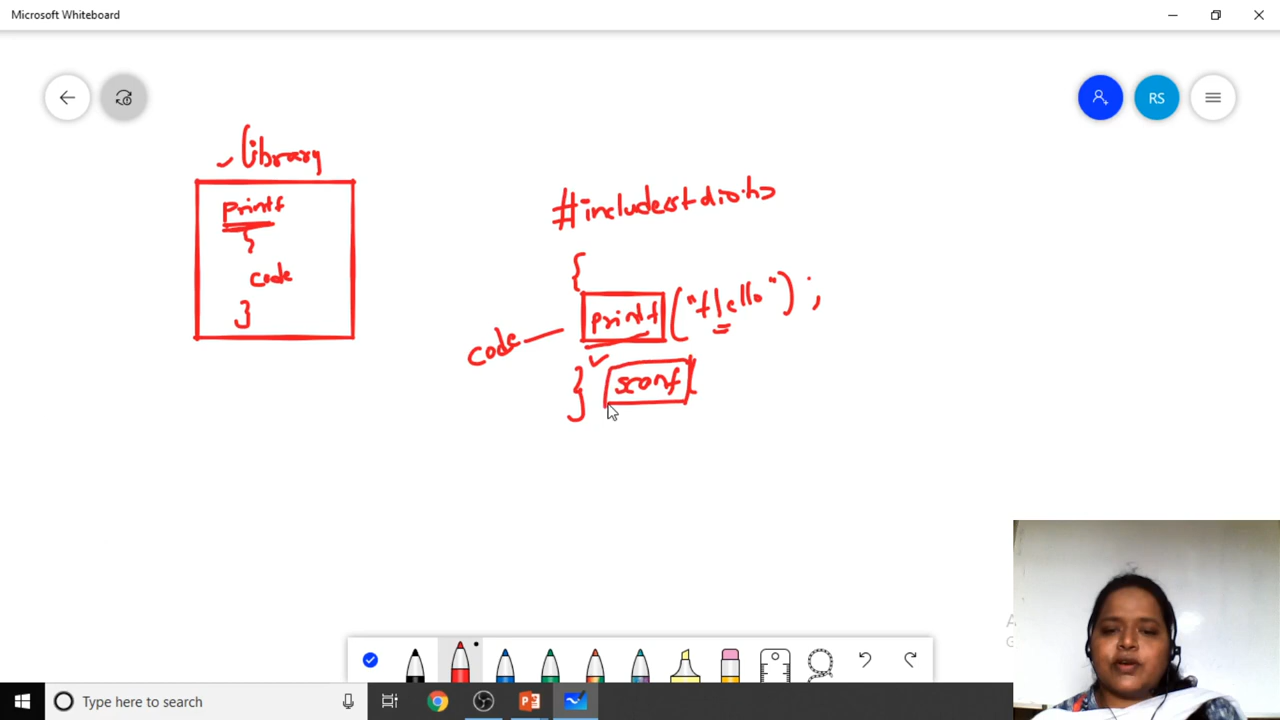 Microsoft Whiteboard
RS
library
printf
}
code
}
#include<stdio.h>
{
printf ("Hello") ;
code
} scanf(
Type here to search